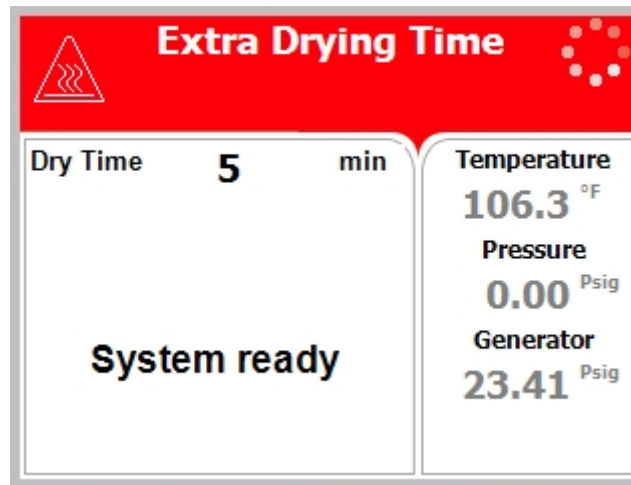 Extra Drying Time
Dry Time 5 min
System ready
Temperature
106.3 °F
Pressure
0.00 Psig
Generator
23.41 Psig